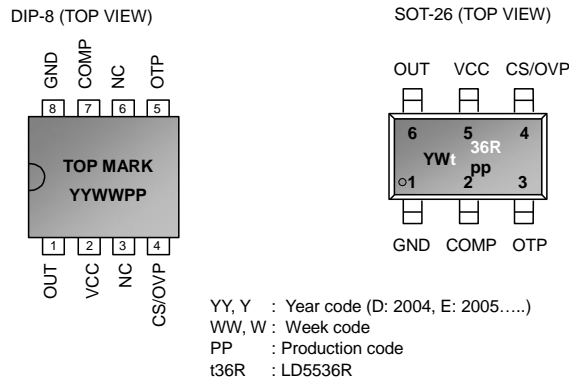 DIP-8 (TOP VIEW)
GND COMP NC OTP
8 7 6 5
TOP MARK
YYWWPP
1 2 3 4
OUT VCC NC CS/OVP
SOT-26 (TOP VIEW)
OUT VCC CS/OVP
6 5 4
YWt 36R
pp
1 2 3
GND COMP OTP
YY, Y : Year code (D: 2004, E: 2005.....)
WW, W : Week code
PP : Production code
t36R : LD5536R